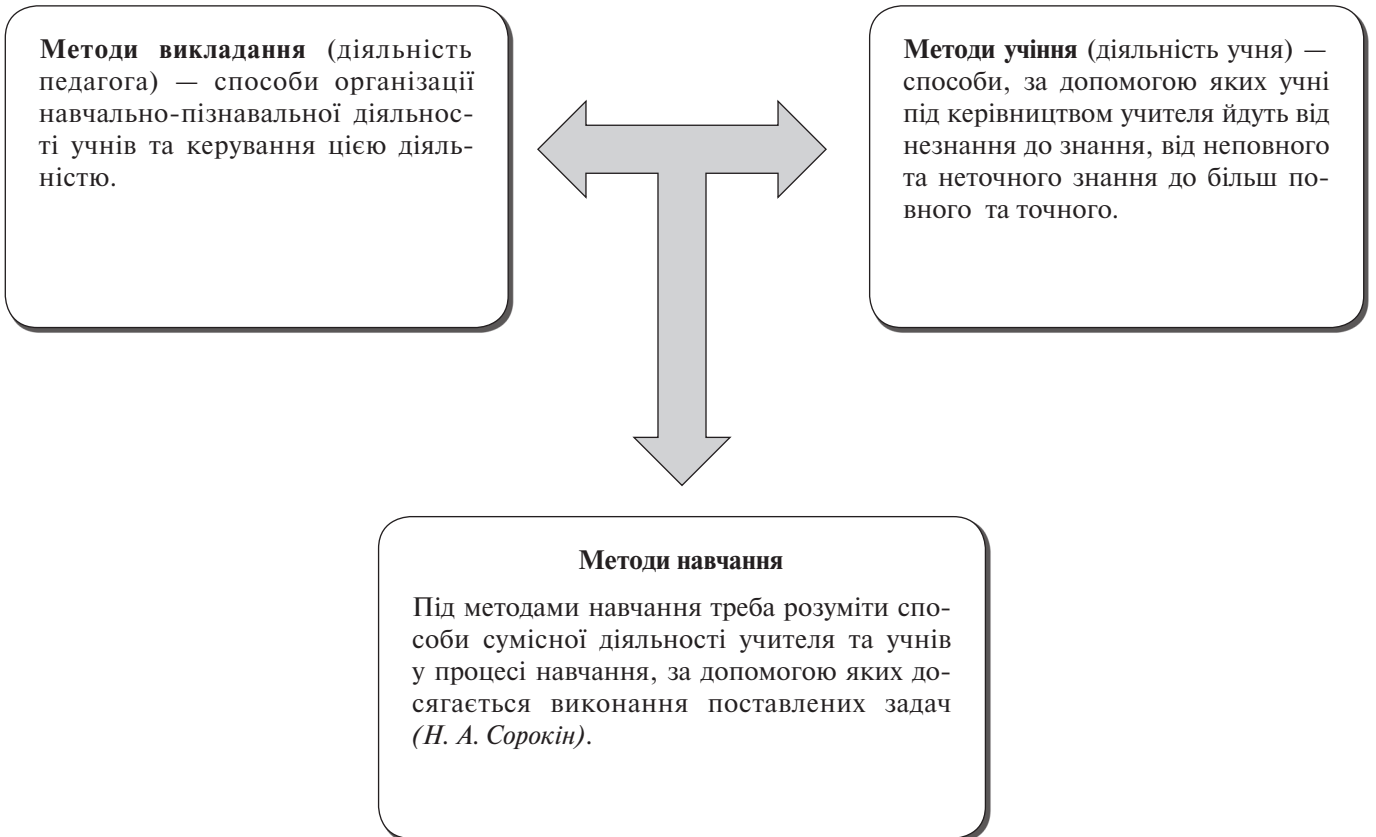 Методи викладання (діяльність
педагога) — способи організації
навчально-пізнавальної діяльнос-
ті учнів та керування цією діяль-
ністю.
Методи учіння (діяльність учня) —
способи, за допомогою яких учні
під керівництвом учителя йдуть від
незнання до знання, від неповного
та неточного знання до більш по-
вного та точного.
Методи навчання
Під методами навчання треба розуміти спо-
соби сумісної діяльності учителя та учнів
у процесі навчання, за допомогою яких до-
сягається виконання поставлених задач
(Н. А. Сорокін).